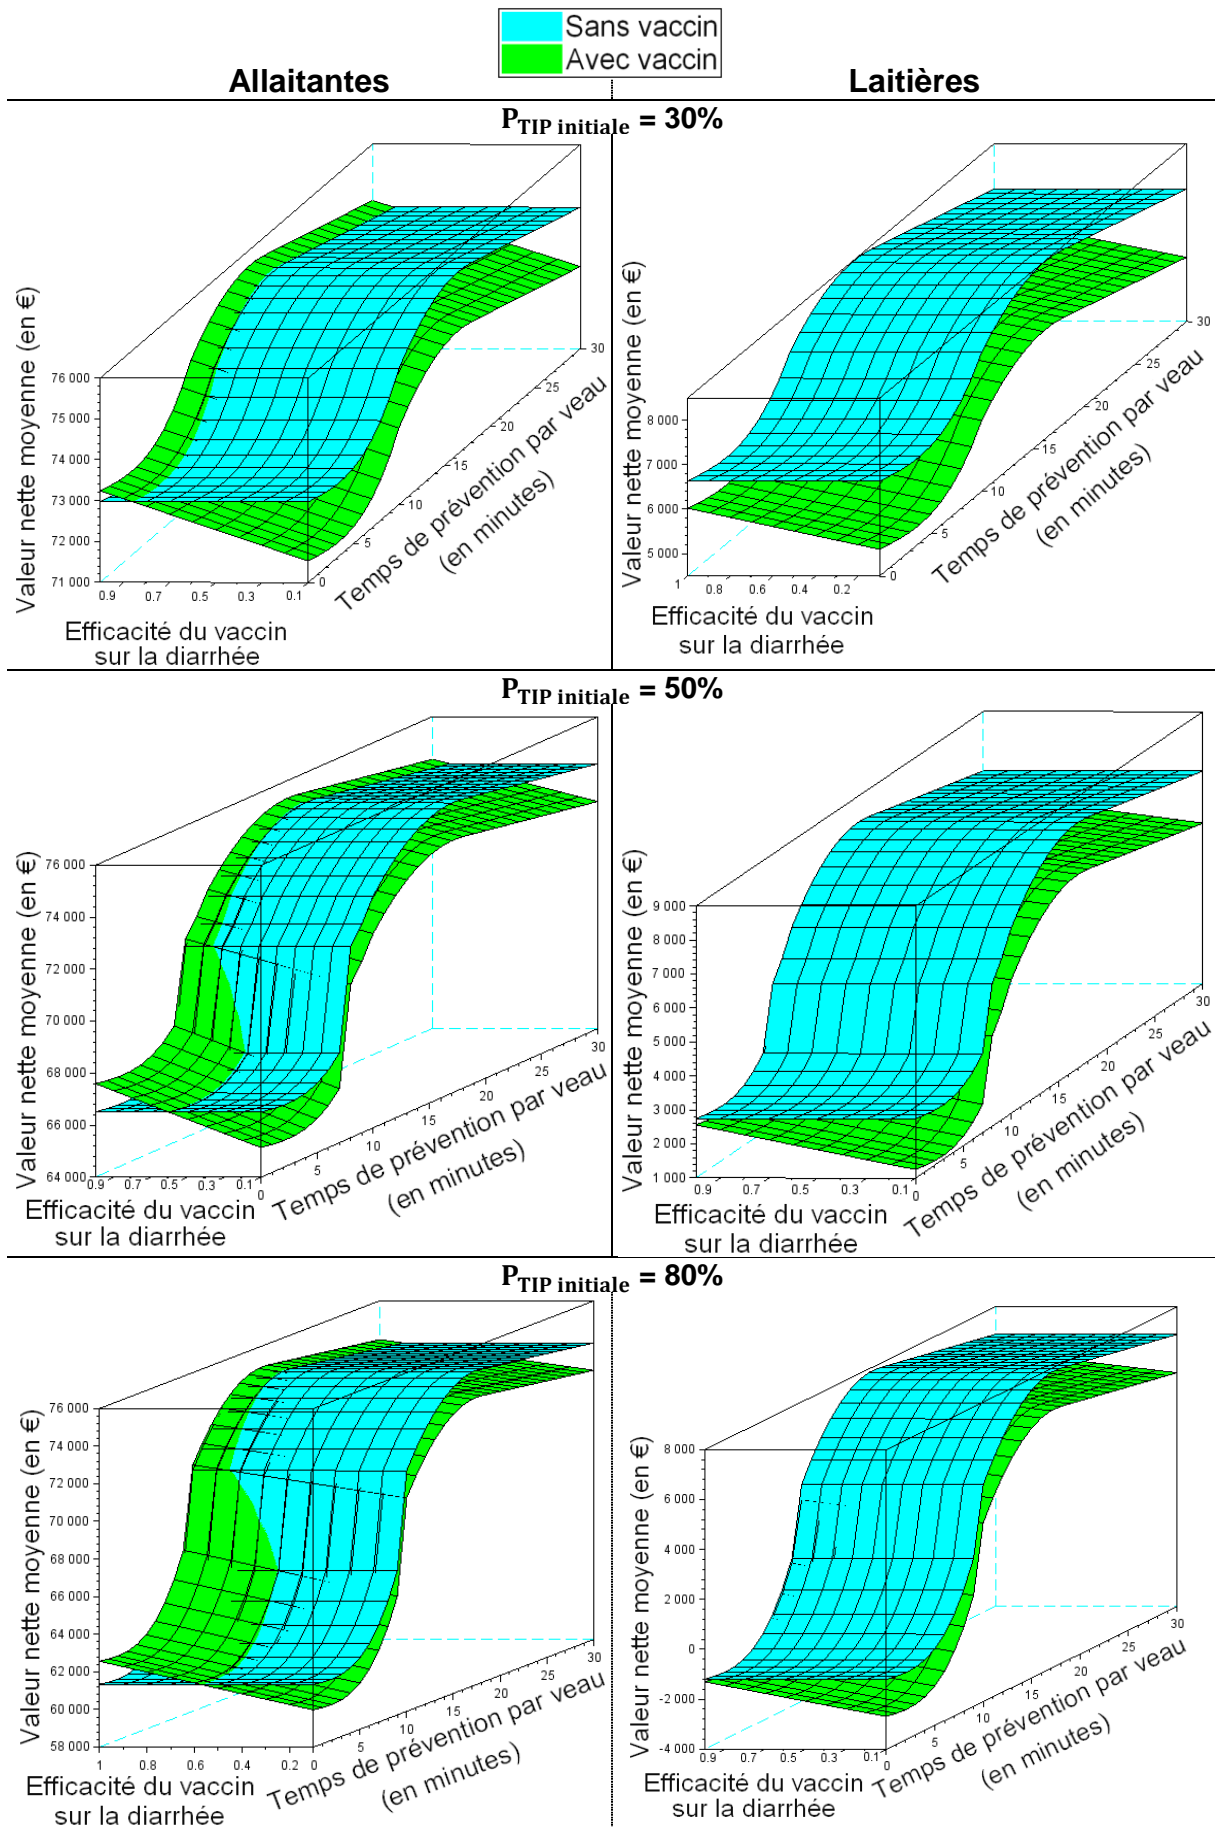 Sans vaccin
Avec vaccin
Allaitantes
Laitières
P_TIP initiale = 30%
Valeur nette moyenne (en €)
76 000
75 000
74 000
73 000
72 000
71 000
0.9 0.7 0.5 0.3 0.1
Efficacité du vaccin
sur la diarrhée
0 5 10 15 20 25 30
Temps de prévention par veau
(en minutes)
Valeur nette moyenne (en €)
8 000
7 000
6 000
5 000
1 0.8 0.6 0.4 0.2
Efficacité du vaccin
sur la diarrhée
0 5 10 15 20 25 30
Temps de prévention par veau
(en minutes)
P_TIP initiale = 50%
Valeur nette moyenne (en €)
76 000
74 000
72 000
70 000
68 000
66 000
64 000
0.9 0.7 0.5 0.3 0.1
Efficacité du vaccin
sur la diarrhée
0 5 10 15 20 25 30
Temps de prévention par veau
(en minutes)
Valeur nette moyenne (en €)
9 000
8 000
7 000
6 000
5 000
4 000
3 000
2 000
1 000
0.9 0.7 0.5 0.3 0.1
Efficacité du vaccin
sur la diarrhée
0 5 10 15 20 25 30
Temps de prévention par veau
(en minutes)
P_TIP initiale = 80%
Valeur nette moyenne (en €)
76 000
74 000
72 000
70 000
68 000
66 000
64 000
62 000
60 000
58 000
1 0.8 0.6 0.4 0.2 0
Efficacité du vaccin
sur la diarrhée
5 10 15 20 25 30
Temps de prévention par veau
(en minutes)
Valeur nette moyenne (en €)
8 000
6 000
4 000
2 000
0
-2 000
-4 000
0.9 0.7 0.5 0.3 0.1
Efficacité du vaccin
sur la diarrhée
0 5 10 15 20 25 30
Temps de prévention par veau
(en minutes)